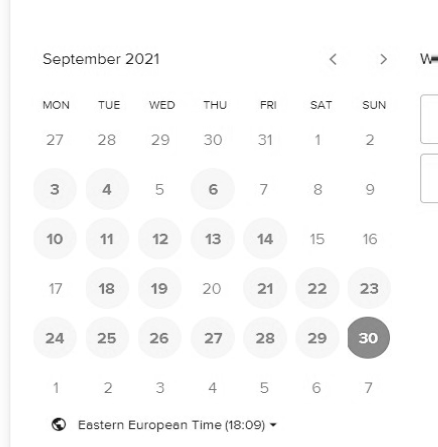 September 2021
MON TUE WED THU FRI SAT SUN
27 28 29 30 31 1 2
3 4 5 6 7 8 9
10 11 12 13 14 15 16
17 18 19 20 21 22 23
24 25 26 27 28 29 30
1 2 3 4 5 6 7
Eastern European Time (18:09)